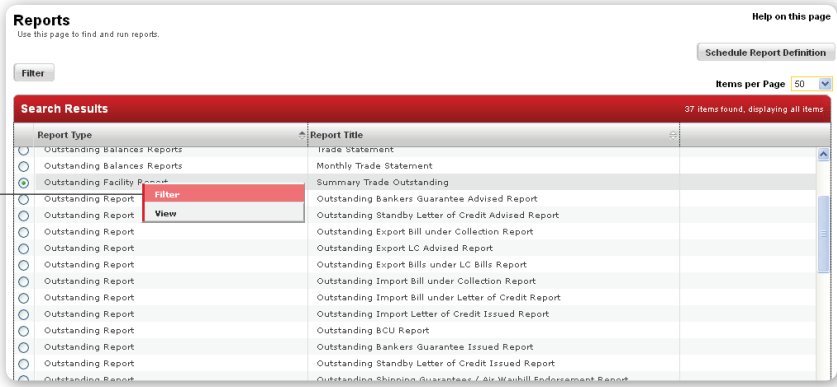 Reports
Help on this page
Use this page to find and run reports.
Schedule Report Definition
Filter
Items per Page 50
Search Results 37 items found, displaying all items
Report Type Report Title
Outstanding Balances Reports Trade Statement
Outstanding Balances Reports Monthly Trade Statement
Outstanding Facility Report Summary Trade Outstanding
Filter
Outstanding Report Outstanding Bankers Guarantee Advised Report
View
Outstanding Report Outstanding Standby Letter of Credit Advised Report
Outstanding Report Outstanding Export Bill under Collection Report
Outstanding Report Outstanding Export LC Advised Report
Outstanding Report Outstanding Export Bills under LC Bills Report
Outstanding Report Outstanding Import Bill under Collection Report
Outstanding Report Outstanding Import Bill under Letter of Credit Report
Outstanding Report Outstanding Import Letter of Credit Issued Report
Outstanding Report Outstanding BCU Report
Outstanding Report Outstanding Bankers Guarantee Issued Report
Outstanding Report Outstanding Standby Letter of Credit Issued Report
Outstanding Report Outstanding Shipping Guarantees / Air Waybill Endorsement Report